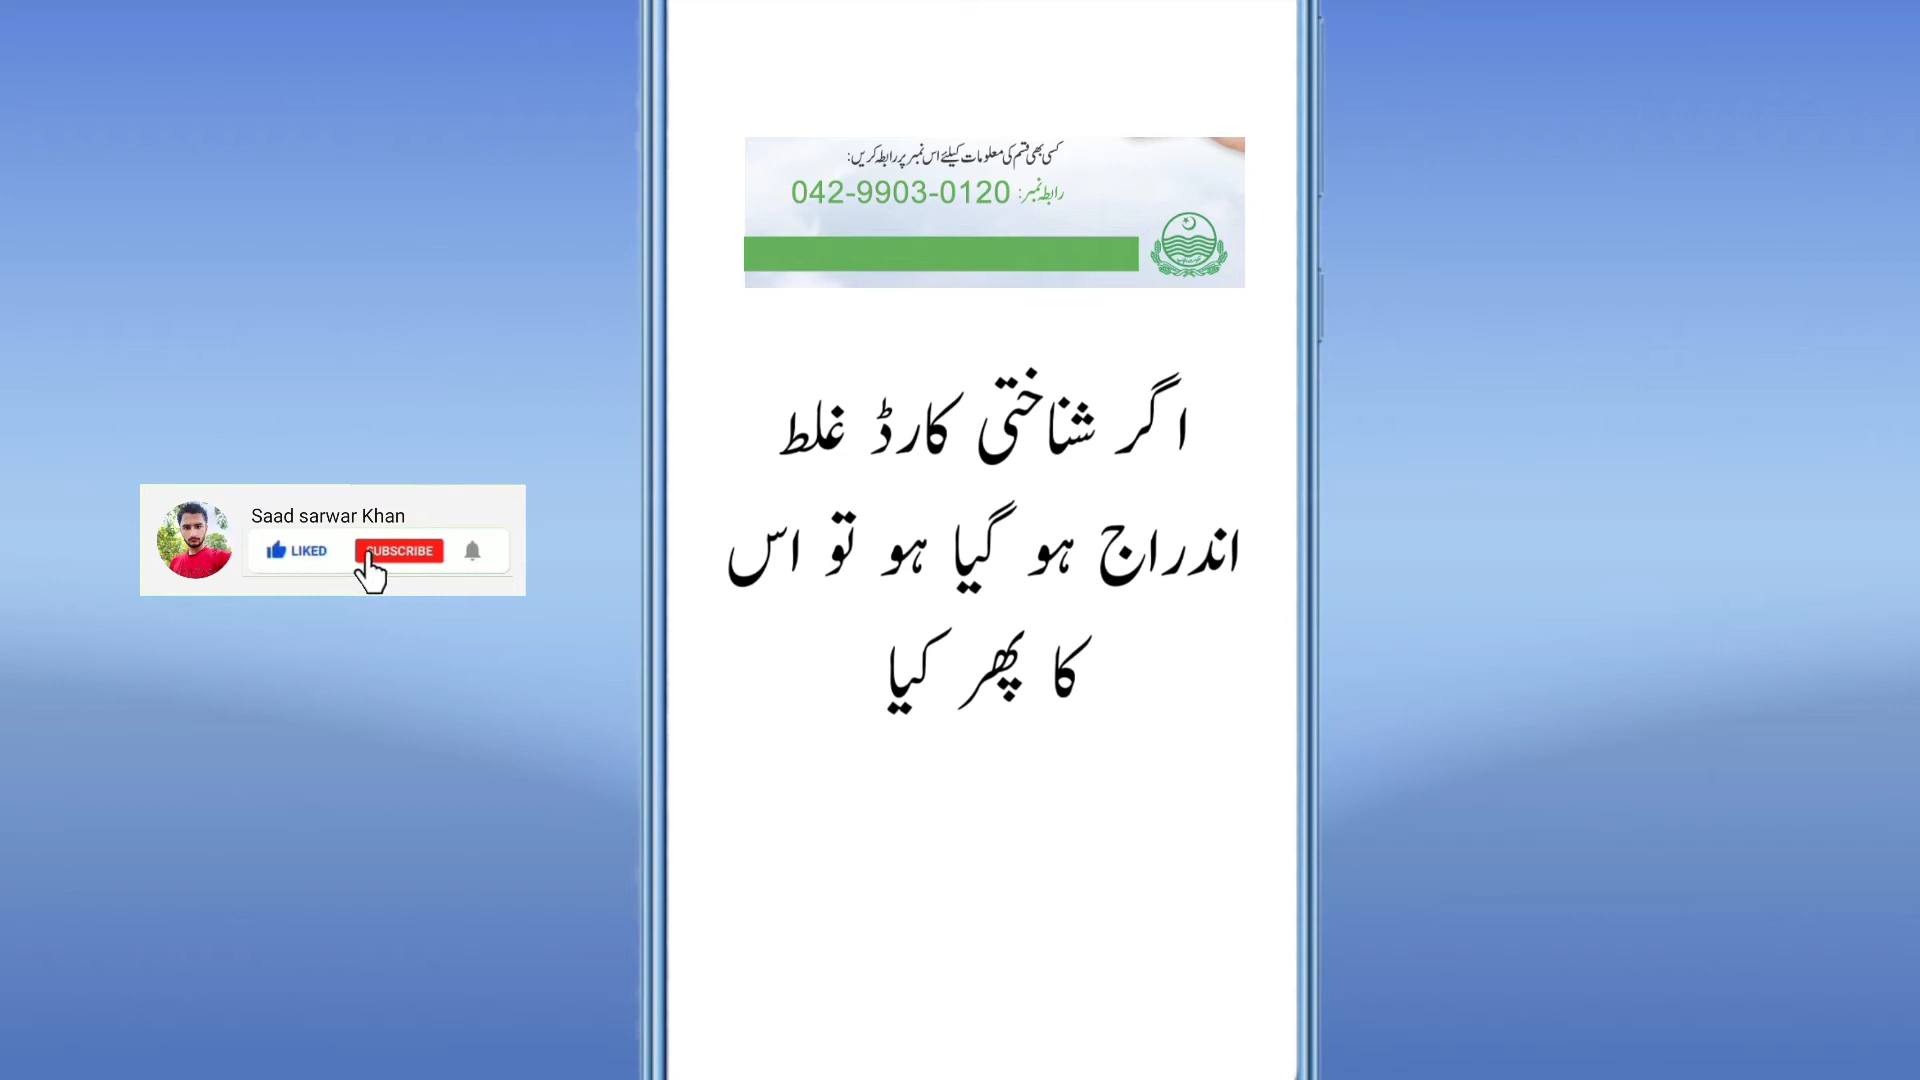 کسی بھی قسم کی معلومات کیلئے اس نمبر پر رابطہ کریں:
رابطہ نمبر: 042-9903-0120
اگر شناختی کارڈ غلط
اندراج ہو گیا ہو تو اس
کا پھر کیا
Saad sarwar Khan
LIKED
SUBSCRIBE